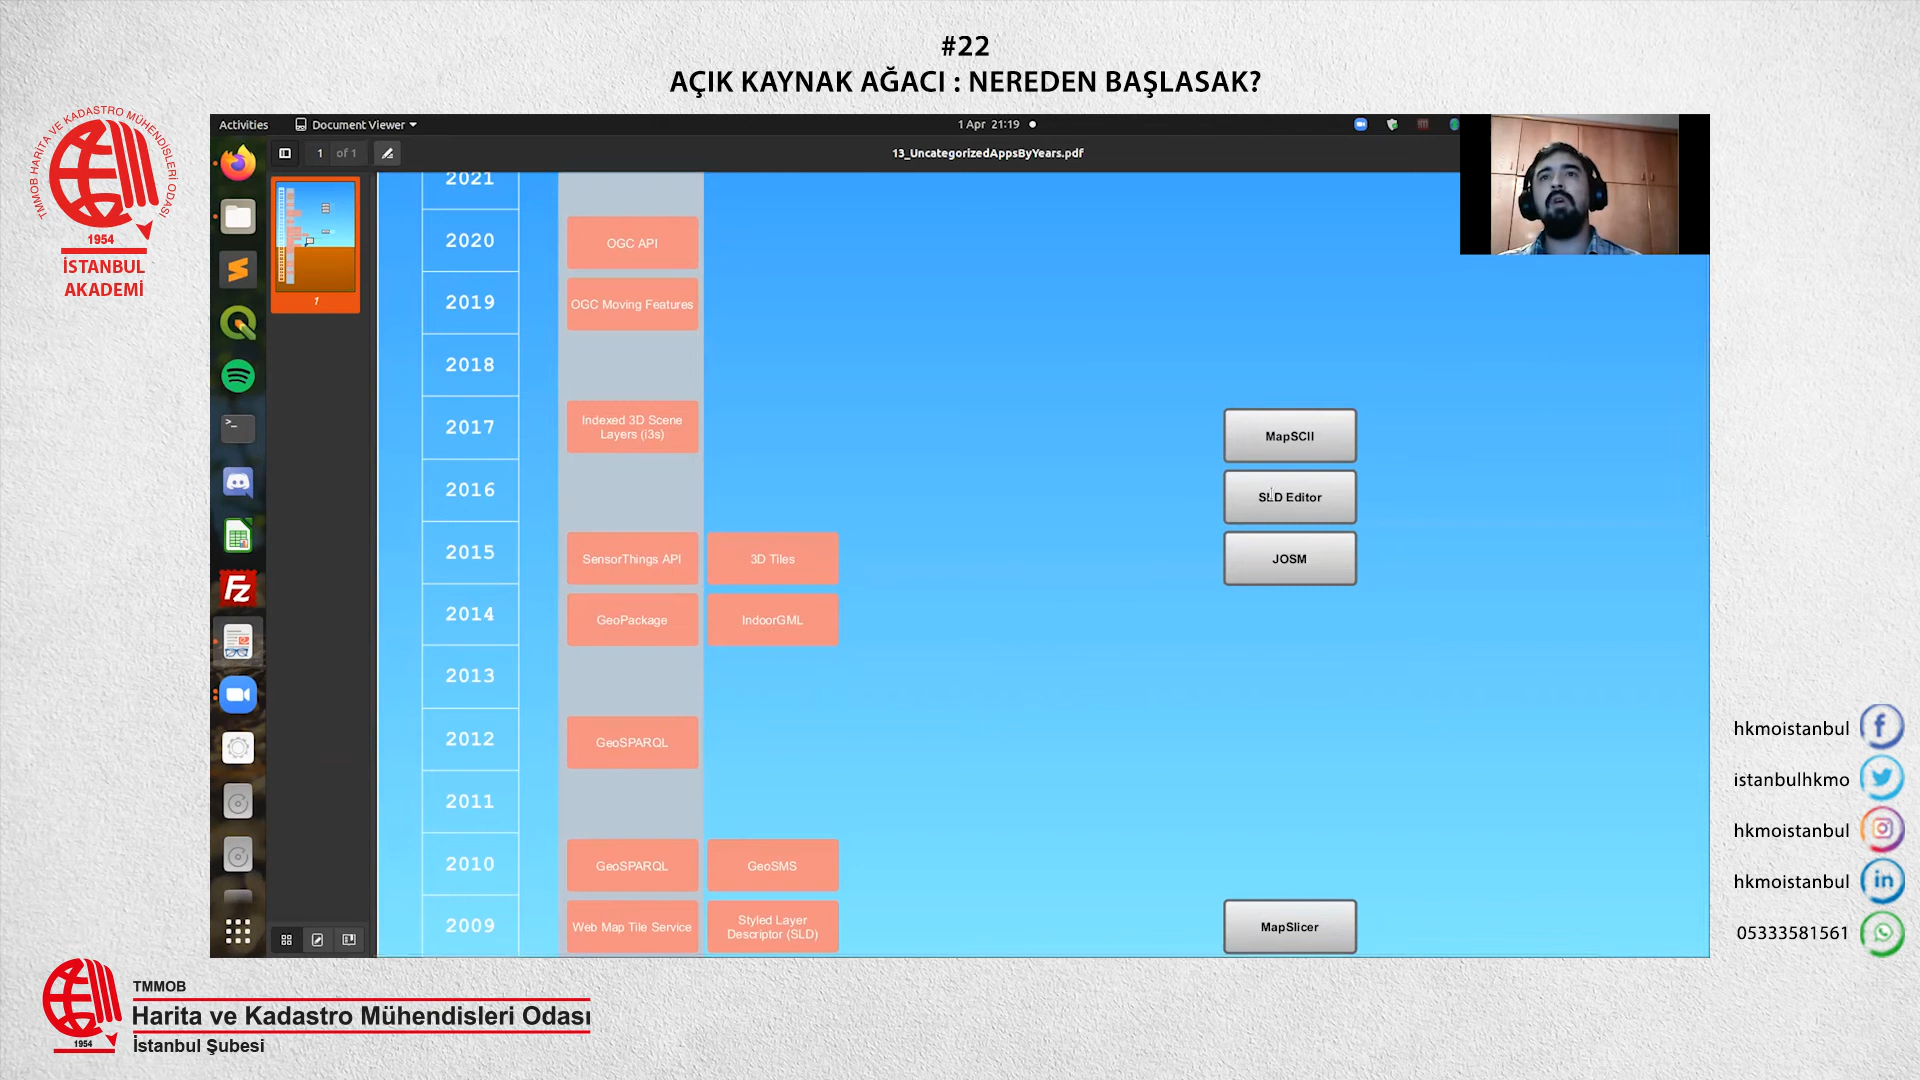 #22
AÇIK KAYNAK AĞACI : NEREDEN BAŞLASAK?
TMMOB HARİTA VE KADASTRO MÜHENDİSLERİ ODASI
1954
İSTANBUL
AKADEMİ
Activities
Document Viewer
1 Apr 21:19
1 of 1
13_UncategorizedAppsByYears.pdf
1
2021
2020
OGC API
2019
OGC Moving Features
2018
2017
Indexed 3D Scene
Layers (i3s)
MapSCII
2016
SLD Editor
2015
SensorThings API
3D Tiles
JOSM
2014
GeoPackage
IndoorGML
2013
2012
GeoSPARQL
2011
2010
GeoSPARQL
GeoSMS
2009
Web Map Tile Service
Styled Layer
Descriptor (SLD)
MapSlicer
hkmoistanbul
istanbulhkmo
hkmoistanbul
hkmoistanbul
05333581561
1954
TMMOB
Harita ve Kadastro Mühendisleri Odası
İstanbul Şubesi